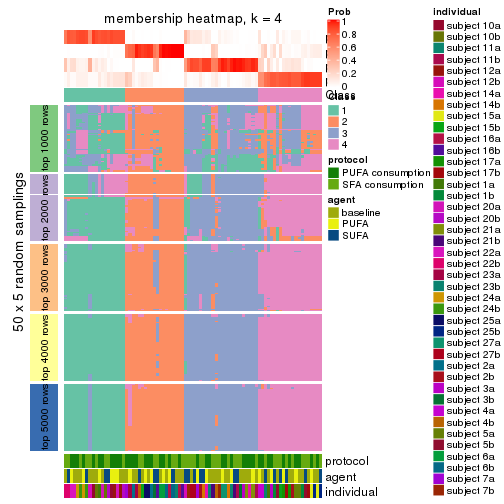 membership heatmap, k = 4
50 x 5 random samplings
top 1000 rows
top 2000 rows
top 3000 rows
top 4000 rows
top 5000 rows
protocol
agent
individual
Prob
1
0.8
0.6
0.4
0.2
0
Class
1
2
3
4
protocol
PUFA consumption
SFA consumption
agent
baseline
PUFA
SUFA
individual
subject 10a
subject 10b
subject 11a
subject 11b
subject 12a
subject 12b
subject 14a
subject 14b
subject 15a
subject 15b
subject 16a
subject 16b
subject 17a
subject 17b
subject 1a
subject 1b
subject 20a
subject 20b
subject 21a
subject 21b
subject 22a
subject 22b
subject 23a
subject 23b
subject 24a
subject 24b
subject 25a
subject 25b
subject 27a
subject 27b
subject 2a
subject 2b
subject 3a
subject 3b
subject 4a
subject 4b
subject 5a
subject 5b
subject 6a
subject 6b
subject 7a
subject 7b